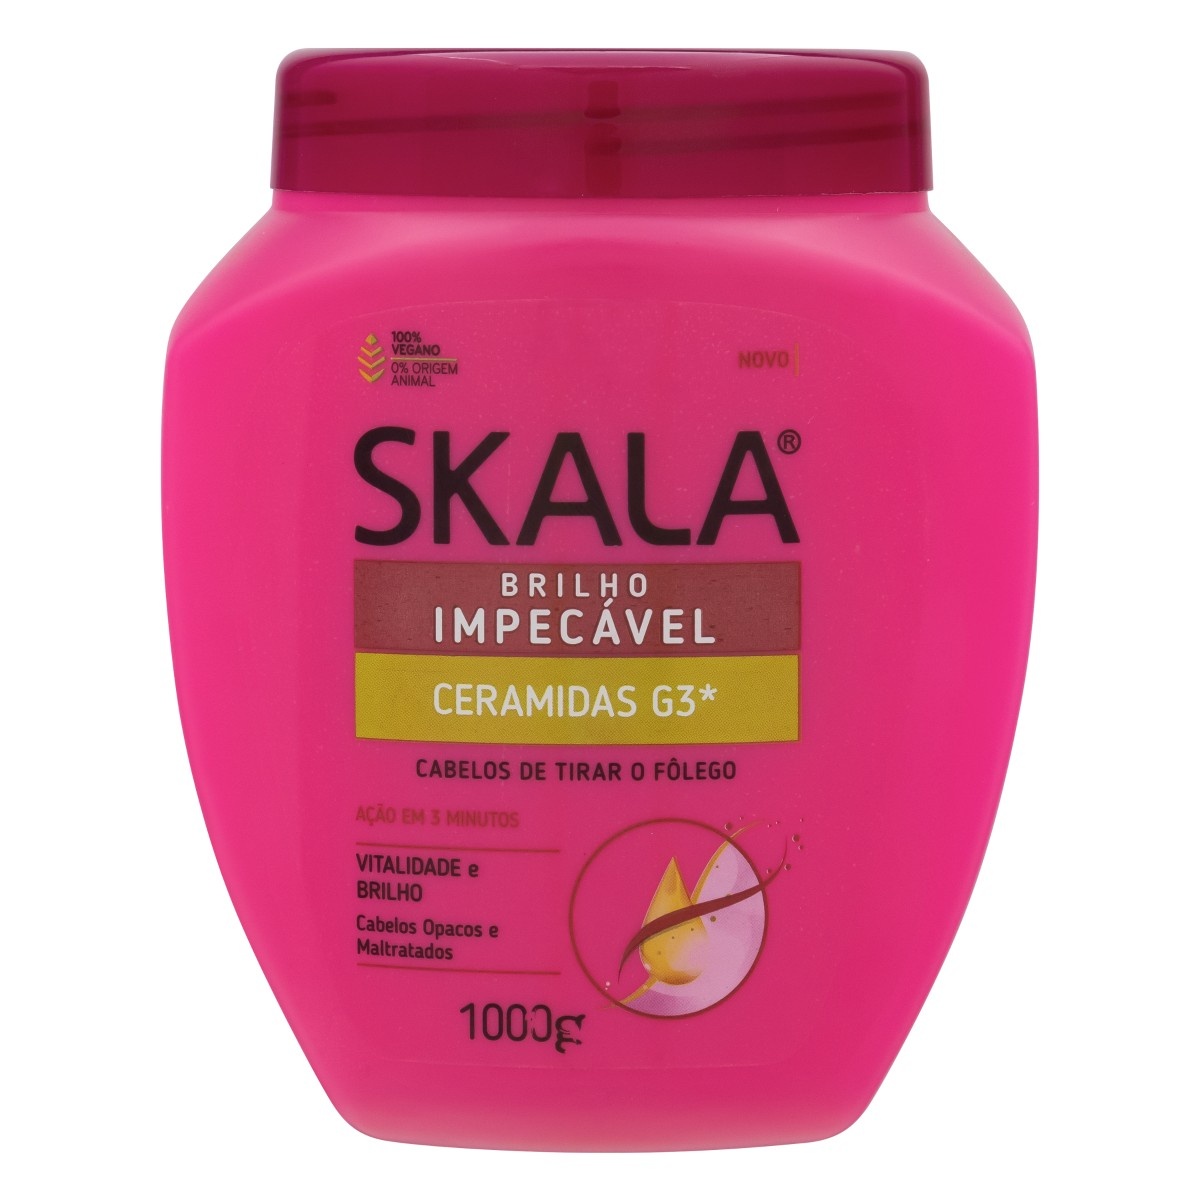 100%
VEGANO
0% ORIGEM
ANIMAL
NOVO
SKALA®
BRILHO
IMPECÁVEL
CERAMIDAS G3*
CABELOS DE TIRAR O FÔLEGO
AÇÃO EM 3 MINUTOS
VITALIDADE e
BRILHO
Cabelos Opacos e
Maltratados
1000g